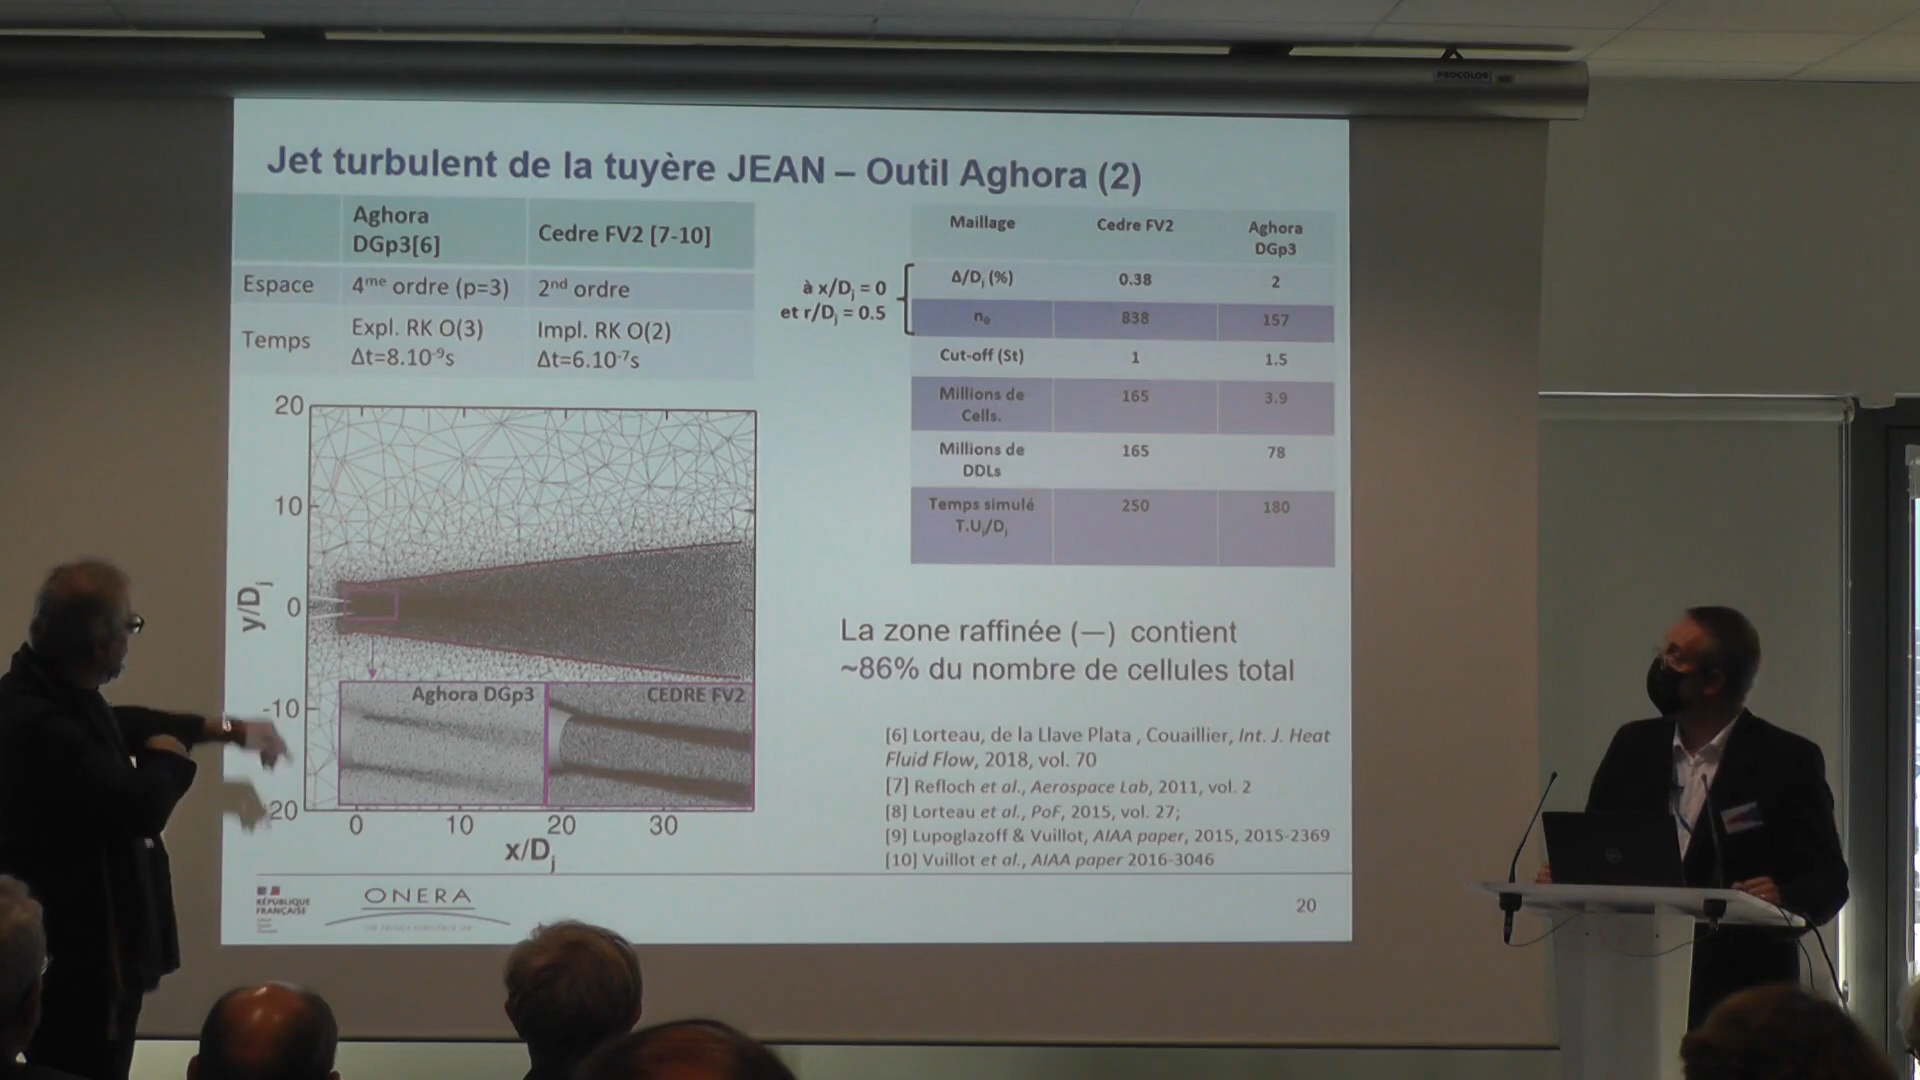 PROCOLOR
Jet turbulent de la tuyère JEAN – Outil Aghora (2)
Aghora
DGp3[6]
Cedre FV2 [7-10]
Espace
4me ordre (p=3)
2nd ordre
Temps
Expl. RK O(3)
Δt=8.10-9s
Impl. RK O(2)
Δt=6.10-7s
Maillage
Cedre FV2
Aghora
DGp3
à x/Dj = 0
et r/Dj = 0.5
Δ/Dj (%)
0.38
2
nθ
838
157
Cut-off (St)
1
1.5
Millions de
Cells.
165
3.9
Millions de
DDLs
165
78
Temps simulé
T.Uj/Dj
250
180
20
10
0
-10
-20
y/Dj
Aghora DGp3
CEDRE FV2
0
10
20
30
x/Dj
La zone raffinée (—) contient
~86% du nombre de cellules total
[6] Lorteau, de la Llave Plata , Couaillier, Int. J. Heat
Fluid Flow, 2018, vol. 70
[7] Refloch et al., Aerospace Lab, 2011, vol. 2
[8] Lorteau et al., PoF, 2015, vol. 27;
[9] Lupoglazoff & Vuillot, AIAA paper, 2015, 2015-2369
[10] Vuillot et al., AIAA paper 2016-3046
RÉPUBLIQUE
FRANÇAISE
ONERA
THE FRENCH AEROSPACE LAB
20